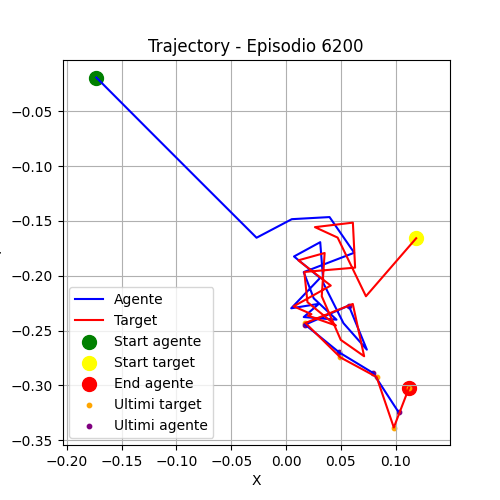 Trajectory - Episodio 6200
−0.05
−0.10
−0.15
−0.20
−0.25
−0.30
−0.35
Agente
Target
Start agente
Start target
End agente
Ultimi target
Ultimi agente
−0.20 −0.15 −0.10 −0.05 0.00 0.05 0.10
X